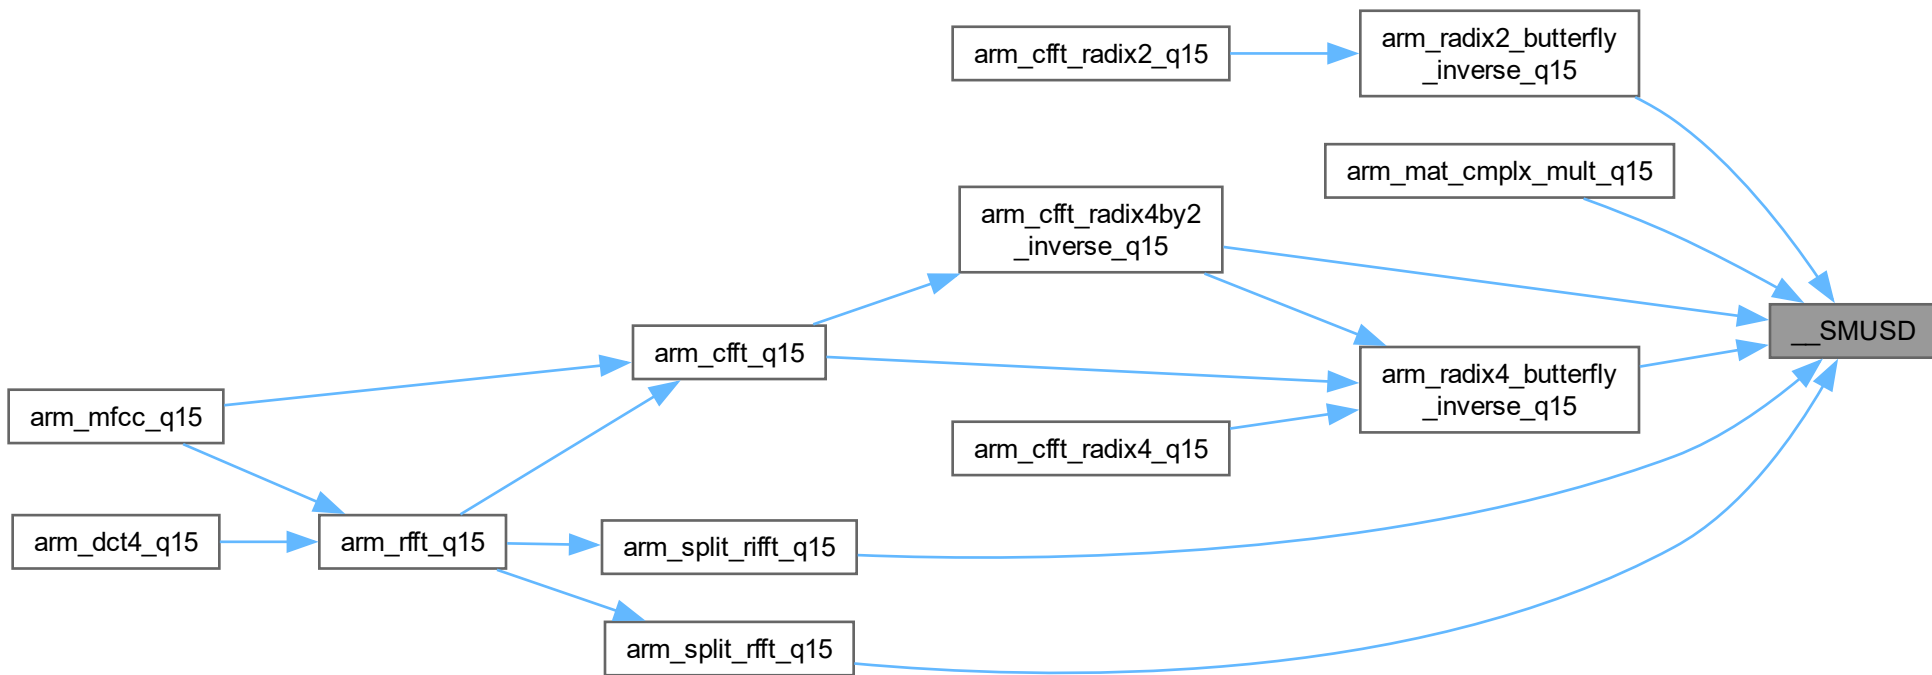 arm_cfft_radix2_q15
arm_radix2_butterfly
_inverse_q15
arm_mat_cmplx_mult_q15
arm_cfft_radix4by2
_inverse_q15
__SMUSD
arm_cfft_q15
arm_radix4_butterfly
_inverse_q15
arm_mfcc_q15
arm_cfft_radix4_q15
arm_dct4_q15
arm_rfft_q15
arm_split_rifft_q15
arm_split_rfft_q15